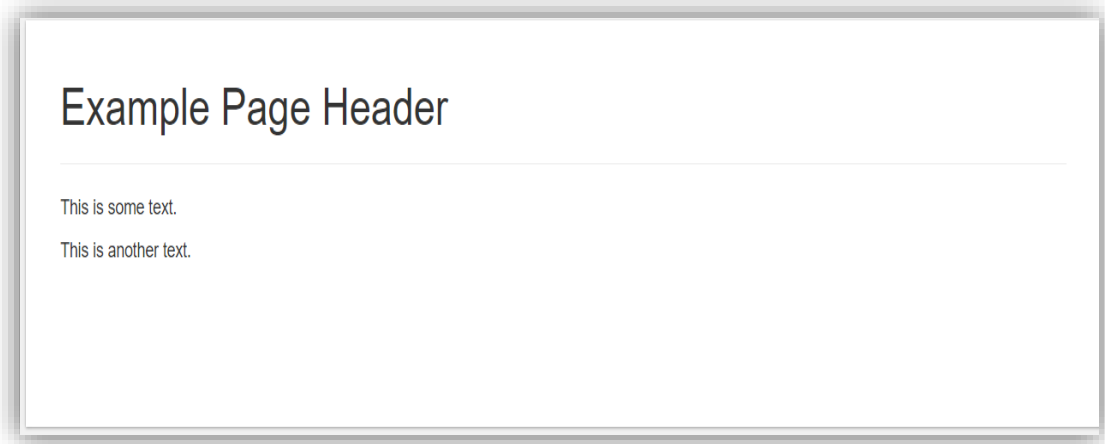 Example Page Header
This is some text.
This is another text.